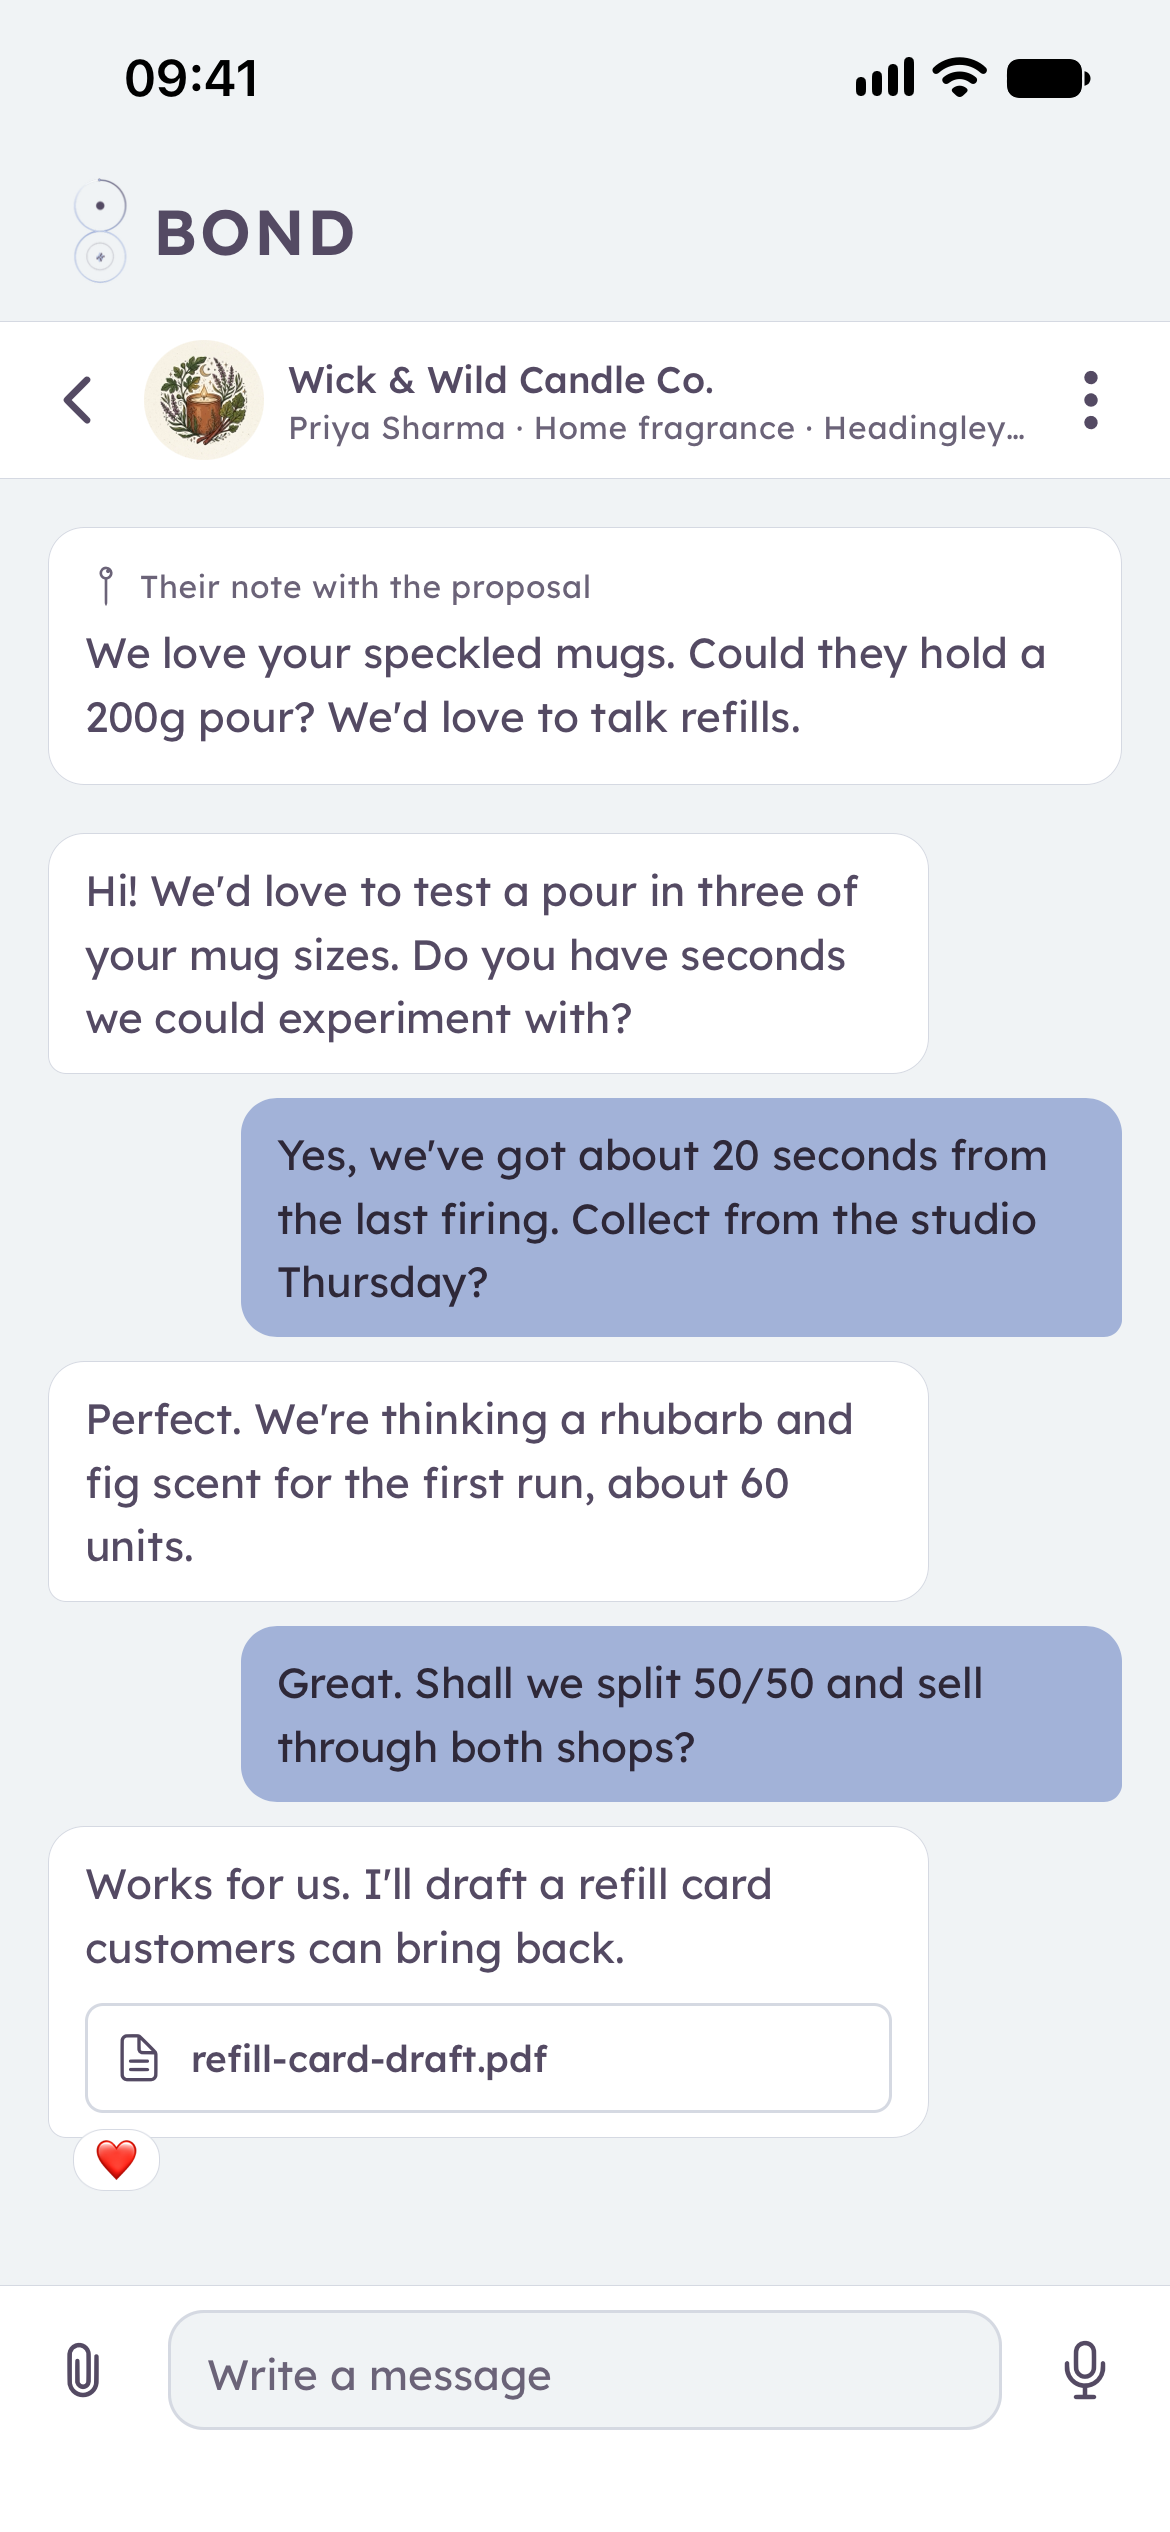 09:41
BOND
Wick & Wild Candle Co.
Priya Sharma · Home fragrance · Headingley...
Their note with the proposal
We love your speckled mugs. Could they hold a
200g pour? We'd love to talk refills.
Hi! We'd love to test a pour in three of
your mug sizes. Do you have seconds
we could experiment with?
Yes, we've got about 20 seconds from
the last firing. Collect from the studio
Thursday?
Perfect. We're thinking a rhubarb and
fig scent for the first run, about 60
units.
Great. Shall we split 50/50 and sell
through both shops?
Works for us. I'll draft a refill card
customers can bring back.
refill-card-draft.pdf
Write a message